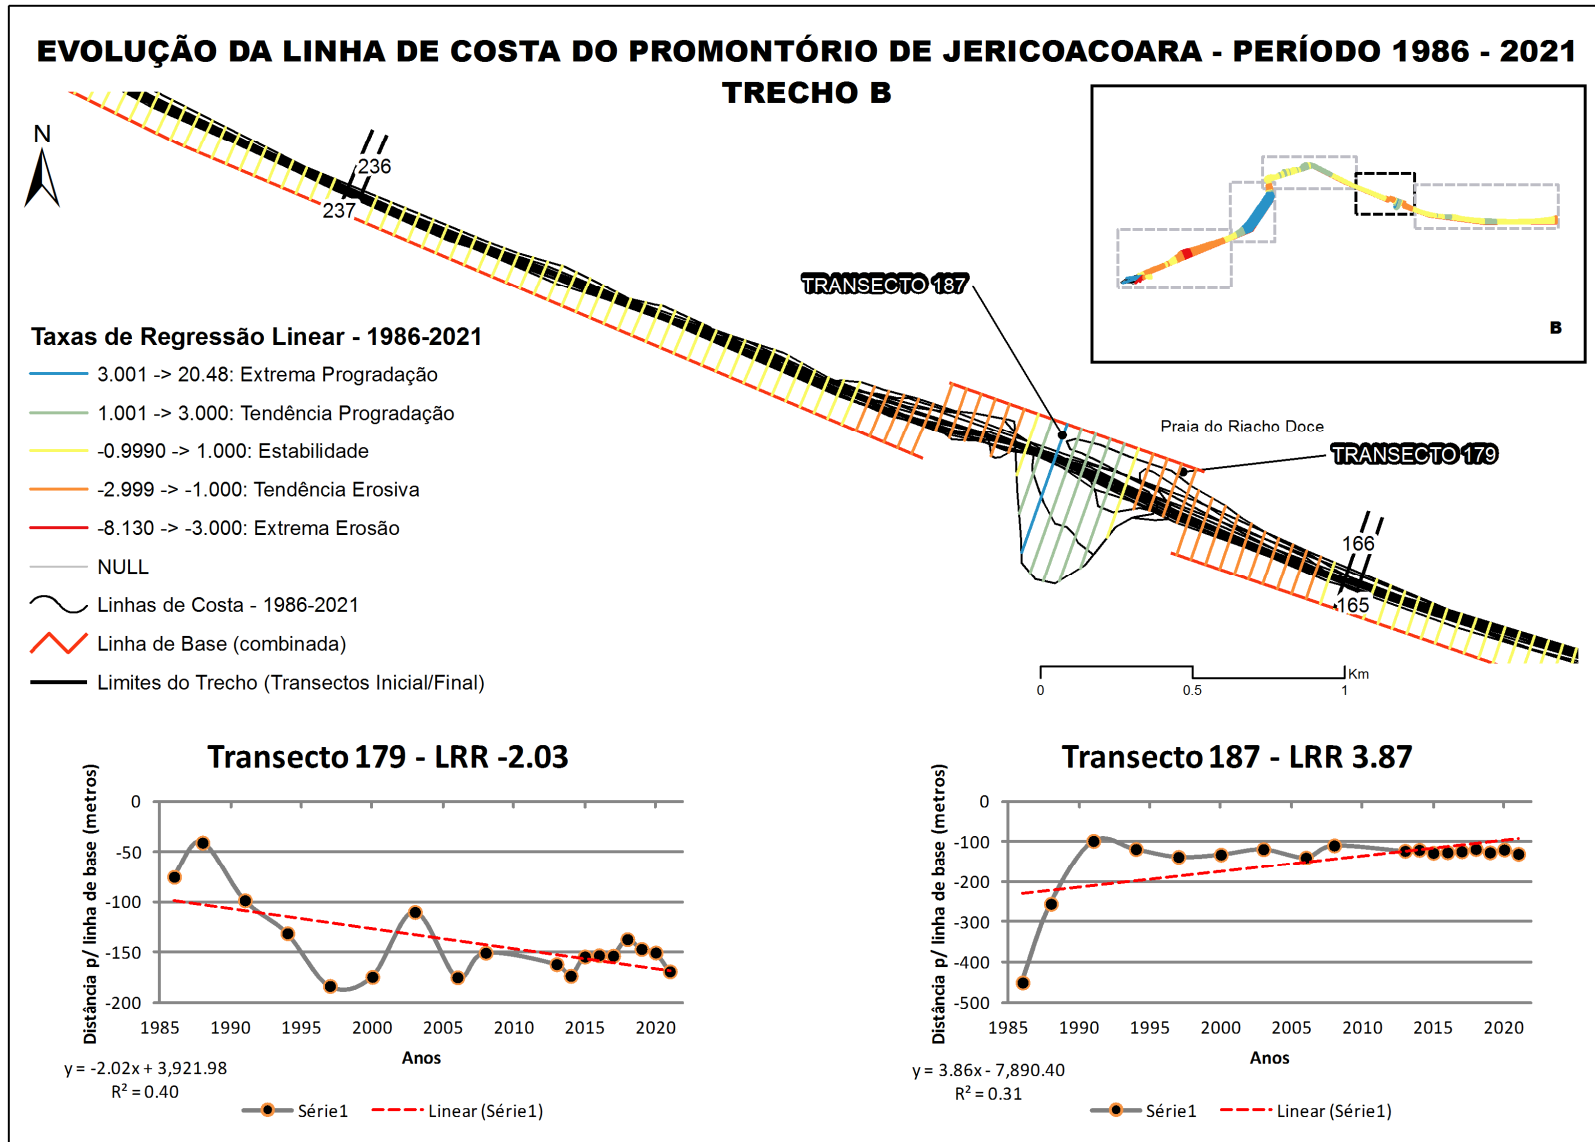 EVOLUÇÃO DA LINHA DE COSTA DO PROMONTÓRIO DE JERICOACOARA - PERÍODO 1986 - 2021
TRECHO B
N
236
237
B
TRANSECTO 187
Praia do Riacho Doce
TRANSECTO 179
166
165
Taxas de Regressão Linear - 1986-2021
3.001 -> 20.48: Extrema Progradação
1.001 -> 3.000: Tendência Progradação
-0.9990 -> 1.000: Estabilidade
-2.999 -> -1.000: Tendência Erosiva
-8.130 -> -3.000: Extrema Erosão
NULL
Linhas de Costa - 1986-2021
Linha de Base (combinada)
Limites do Trecho (Transectos Inicial/Final)
Km
0 0.5 1
Transecto 179 - LRR -2.03
Distância p/ linha de base (metros)
0
-50
-100
-150
-200
1985 1990 1995 2000 2005 2010 2015 2020
Anos
y = -2.02x + 3,921.98
R² = 0.40
Série1 Linear (Série1)
Transecto 187 - LRR 3.87
Distância p/ linha de base (metros)
0
-100
-200
-300
-400
-500
1985 1990 1995 2000 2005 2010 2015 2020
Anos
y = 3.86x - 7,890.40
R² = 0.31
Série1 Linear (Série1)